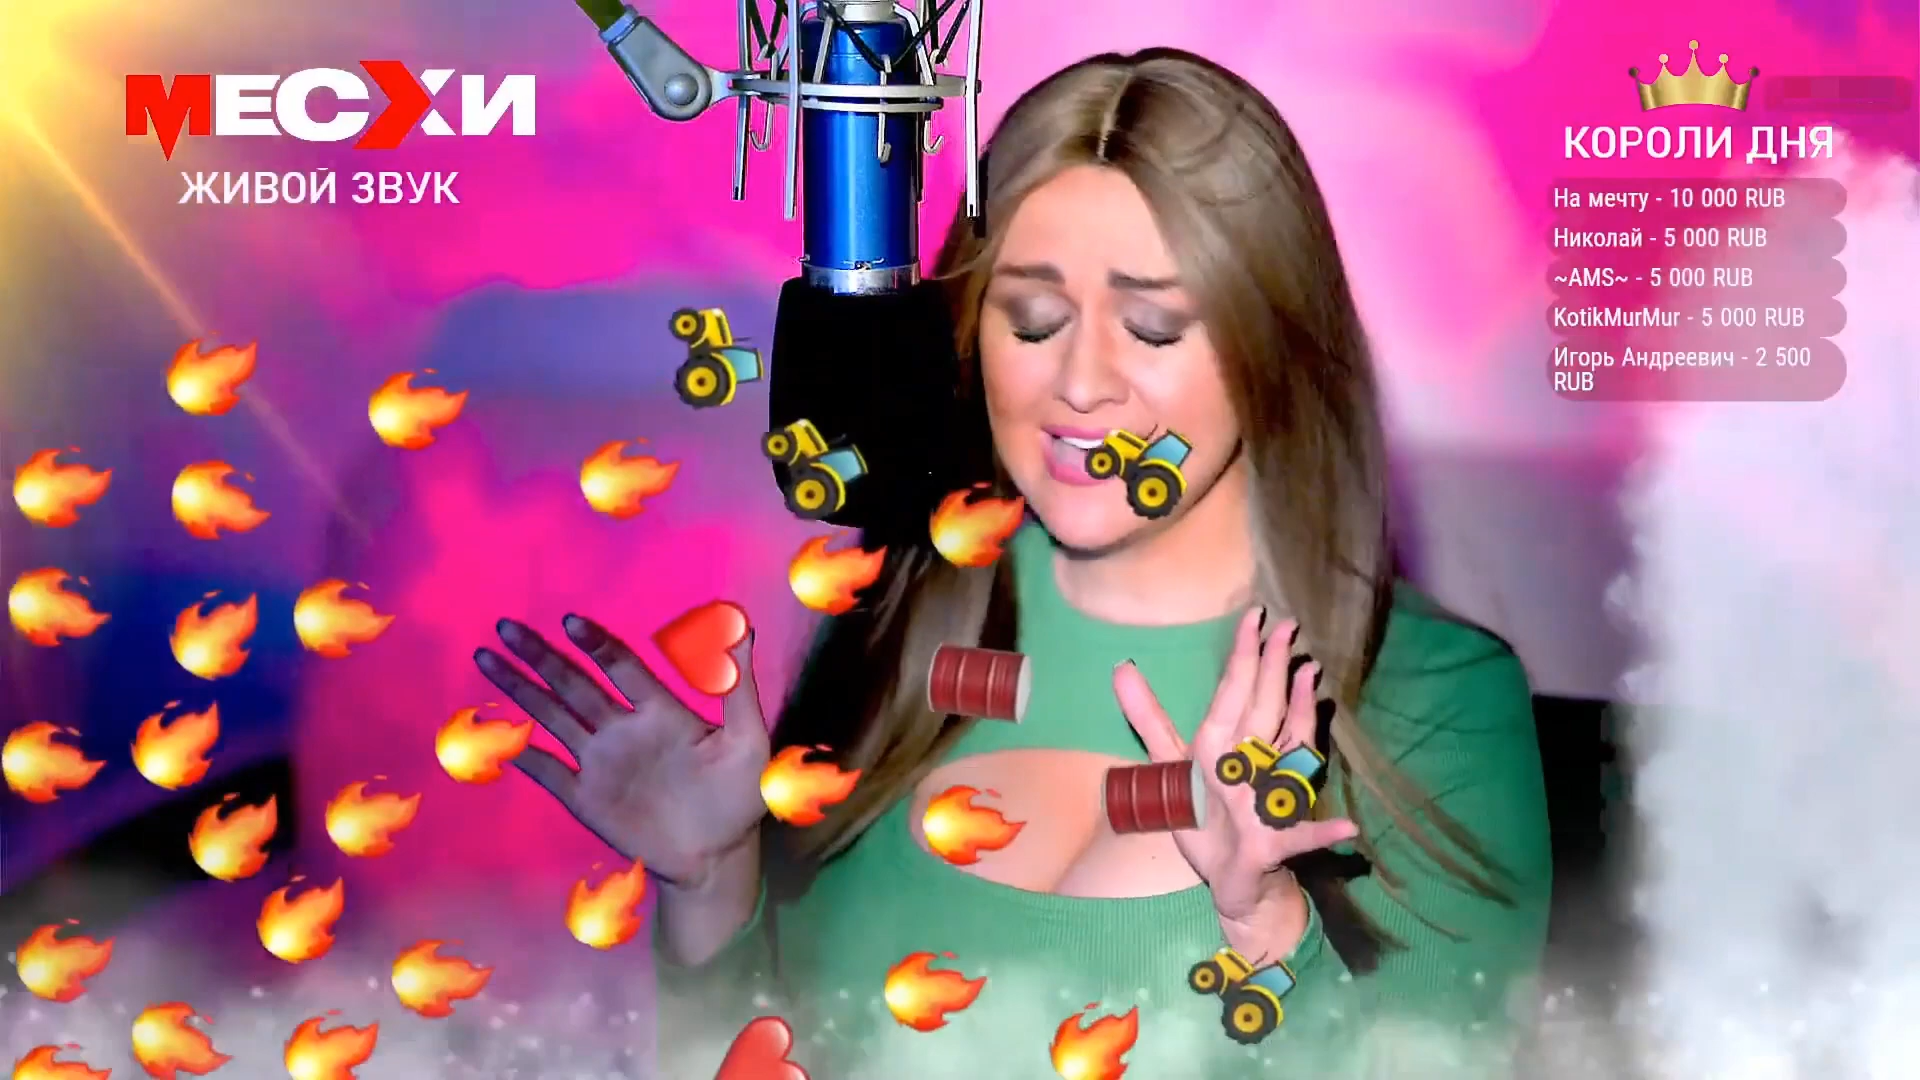 МЕСХИ
ЖИВОЙ ЗВУК
КОРОЛИ ДНЯ
На мечту - 10 000 RUB
Николай - 5 000 RUB
~AMS~ - 5 000 RUB
KotikMurMur - 5 000 RUB
Игорь Андреевич - 2 500
RUB